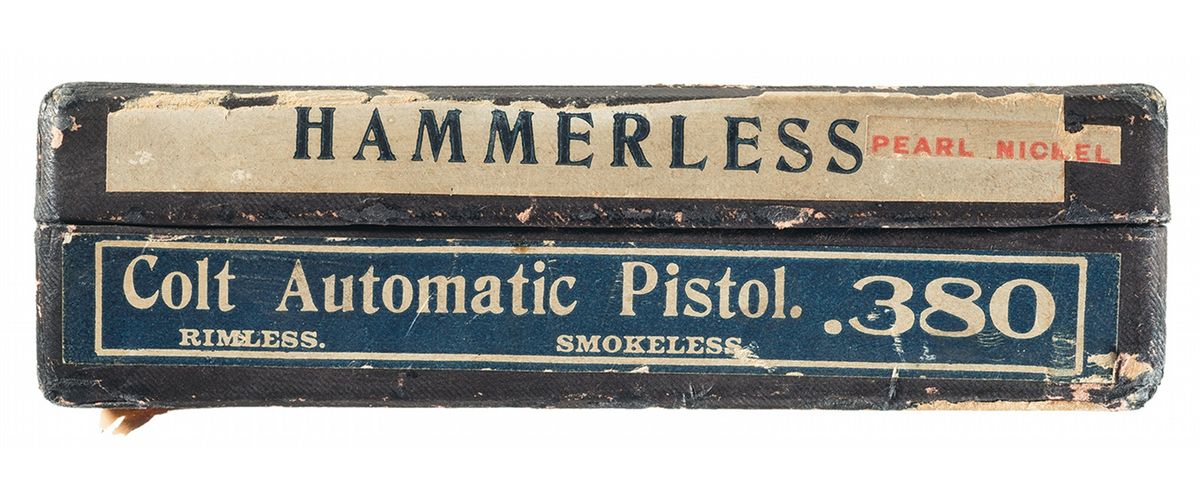 HAMMERLESS PEARL NICKEL
Colt Automatic Pistol. .380
RIMLESS. SMOKELESS